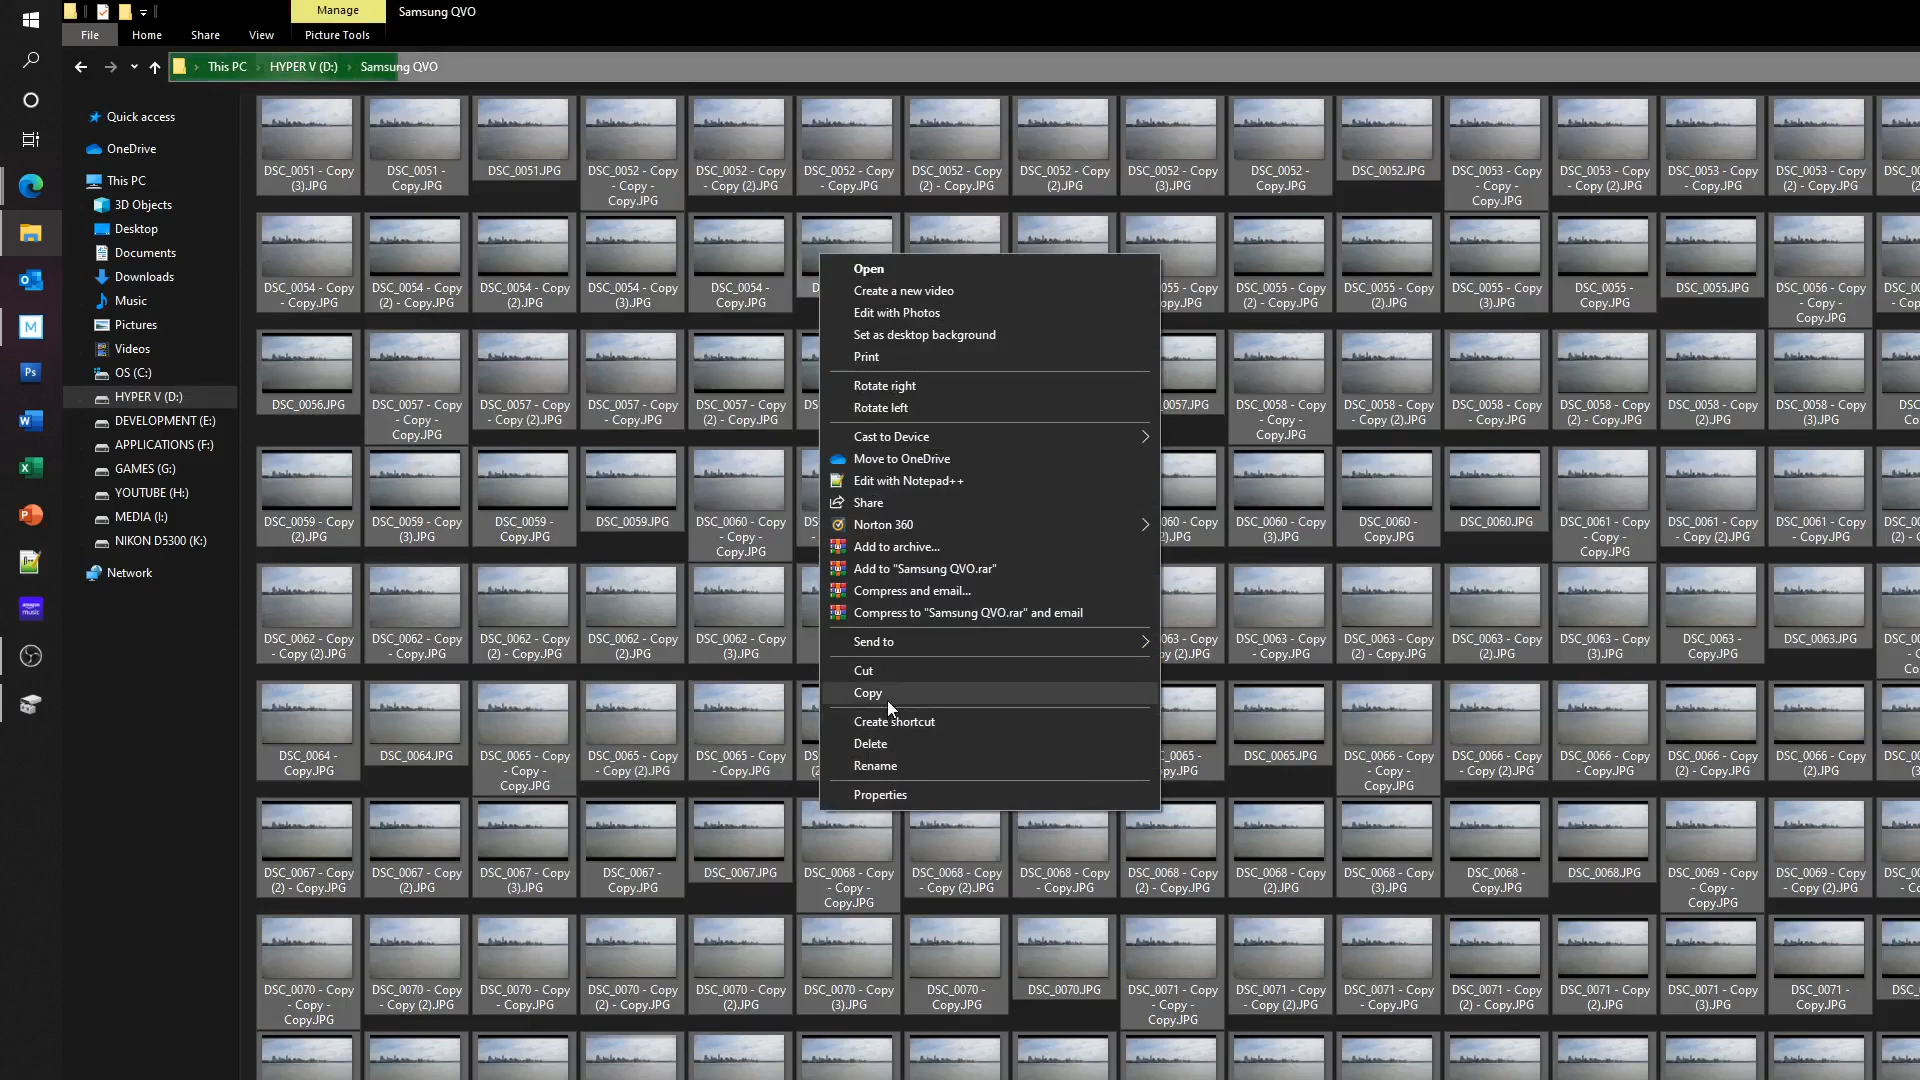 Manage
Samsung QVO
File
Home
Share
View
Picture Tools
This PC
HYPER V (D:)
Samsung QVO
Quick access
OneDrive
This PC
3D Objects
Desktop
Documents
Downloads
Music
Pictures
Videos
OS (C:)
HYPER V (D:)
DEVELOPMENT (E:)
APPLICATIONS (F:)
GAMES (G:)
YOUTUBE (H:)
MEDIA (I:)
NIKON D5300 (K:)
Network
DSC_0051 - Copy
(3).JPG
DSC_0051 -
Copy.JPG
DSC_0051.JPG
DSC_0052 - Copy
- Copy -
Copy.JPG
DSC_0052 - Copy
- Copy (2).JPG
DSC_0052 - Copy
- Copy.JPG
DSC_0052 - Copy
(2) - Copy.JPG
DSC_0052 - Copy
(2).JPG
DSC_0052 - Copy
(3).JPG
DSC_0052 -
Copy.JPG
DSC_0052.JPG
DSC_0053 - Copy
- Copy -
Copy.JPG
DSC_0053 - Copy
- Copy (2).JPG
DSC_0053 - Copy
- Copy.JPG
DSC_0053 - Copy
(2) - Copy.JPG
DSC_0054 - Copy
- Copy.JPG
DSC_0054 - Copy
(2) - Copy.JPG
DSC_0054 - Copy
(2).JPG
DSC_0054 - Copy
(3).JPG
DSC_0054 -
Copy.JPG
DSC_0055 - Copy
(2) - Copy.JPG
DSC_0055 - Copy
(2).JPG
DSC_0055 - Copy
(3).JPG
DSC_0055 -
Copy.JPG
DSC_0055.JPG
DSC_0056 - Copy
- Copy -
Copy.JPG
DSC_0056.JPG
DSC_0057 - Copy
- Copy -
Copy.JPG
DSC_0057 - Copy
- Copy (2).JPG
DSC_0057 - Copy
- Copy.JPG
DSC_0057 - Copy
(2) - Copy.JPG
0057.JPG
DSC_0058 - Copy
- Copy -
Copy.JPG
DSC_0058 - Copy
- Copy (2).JPG
DSC_0058 - Copy
- Copy.JPG
DSC_0058 - Copy
(2) - Copy.JPG
DSC_0058 - Copy
(2).JPG
DSC_0058 - Copy
(3).JPG
DSC_0059 - Copy
(2).JPG
DSC_0059 - Copy
(3).JPG
DSC_0059 -
Copy.JPG
DSC_0059.JPG
DSC_0060 - Copy
- Copy -
Copy.JPG
DSC_0060 - Copy
(3).JPG
DSC_0060 -
Copy.JPG
DSC_0060.JPG
DSC_0061 - Copy
- Copy -
Copy.JPG
DSC_0061 - Copy
- Copy (2).JPG
DSC_0061 - Copy
- Copy.JPG
DSC_0062 - Copy
- Copy (2).JPG
DSC_0062 - Copy
- Copy.JPG
DSC_0062 - Copy
(2) - Copy.JPG
DSC_0062 - Copy
(2).JPG
DSC_0062 - Copy
(3).JPG
DSC_0063 - Copy
- Copy.JPG
DSC_0063 - Copy
(2) - Copy.JPG
DSC_0063 - Copy
(2).JPG
DSC_0063 - Copy
(3).JPG
DSC_0063 -
Copy.JPG
DSC_0063.JPG
DSC_0064 -
Copy.JPG
DSC_0064.JPG
DSC_0065 - Copy
- Copy -
Copy.JPG
DSC_0065 - Copy
- Copy (2).JPG
DSC_0065 - Copy
- Copy.JPG
DSC_0065.JPG
DSC_0066 - Copy
- Copy -
Copy.JPG
DSC_0066 - Copy
- Copy (2).JPG
DSC_0066 - Copy
- Copy.JPG
DSC_0066 - Copy
(2) - Copy.JPG
DSC_0066 - Copy
(2).JPG
DSC_0067 - Copy
(2) - Copy.JPG
DSC_0067 - Copy
(2).JPG
DSC_0067 - Copy
(3).JPG
DSC_0067 -
Copy.JPG
DSC_0067.JPG
DSC_0068 - Copy
- Copy -
Copy.JPG
DSC_0068 - Copy
- Copy (2).JPG
DSC_0068 - Copy
- Copy.JPG
DSC_0068 - Copy
(2) - Copy.JPG
DSC_0068 - Copy
(2).JPG
DSC_0068 - Copy
(3).JPG
DSC_0068 -
Copy.JPG
DSC_0068.JPG
DSC_0069 - Copy
- Copy -
Copy.JPG
DSC_0069 - Copy
- Copy (2).JPG
DSC_0070 - Copy
- Copy -
Copy.JPG
DSC_0070 - Copy
- Copy (2).JPG
DSC_0070 - Copy
- Copy.JPG
DSC_0070 - Copy
(2) - Copy.JPG
DSC_0070 - Copy
(2).JPG
DSC_0070 - Copy
(3).JPG
DSC_0070 -
Copy.JPG
DSC_0070.JPG
DSC_0071 - Copy
- Copy -
Copy.JPG
DSC_0071 - Copy
- Copy (2).JPG
DSC_0071 - Copy
- Copy.JPG
DSC_0071 - Copy
(2) - Copy.JPG
DSC_0071 - Copy
(2).JPG
DSC_0071 - Copy
(3).JPG
DSC_0071 -
Copy.JPG
Open
Create a new video
Edit with Photos
Set as desktop background
Print
Rotate right
Rotate left
Cast to Device
Move to OneDrive
Edit with Notepad++
Share
Norton 360
Add to archive...
Add to "Samsung QVO.rar"
Compress and email...
Compress to "Samsung QVO.rar" and email
Send to
Cut
Copy
Create shortcut
Delete
Rename
Properties